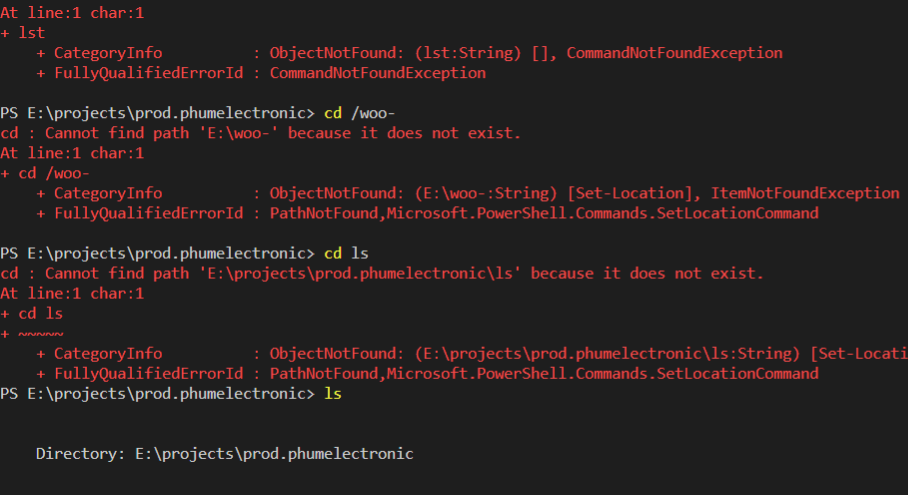 At line:1 char:1
+ lst
    + CategoryInfo          : ObjectNotFound: (lst:String) [], CommandNotFoundException
    + FullyQualifiedErrorId : CommandNotFoundException
PS E:\projects\prod.phumelectronic> cd /woo-
cd : Cannot find path 'E:\woo-' because it does not exist.
At line:1 char:1
+ cd /woo-
    + CategoryInfo          : ObjectNotFound: (E:\woo-:String) [Set-Location], ItemNotFoundException
    + FullyQualifiedErrorId : PathNotFound,Microsoft.PowerShell.Commands.SetLocationCommand
PS E:\projects\prod.phumelectronic> cd ls
cd : Cannot find path 'E:\projects\prod.phumelectronic\ls' because it does not exist.
At line:1 char:1
+ cd ls
+ ~~~~~
    + CategoryInfo          : ObjectNotFound: (E:\projects\prod.phumelectronic\ls:String) [Set-Locati
    + FullyQualifiedErrorId : PathNotFound,Microsoft.PowerShell.Commands.SetLocationCommand
PS E:\projects\prod.phumelectronic> ls
    Directory: E:\projects\prod.phumelectronic